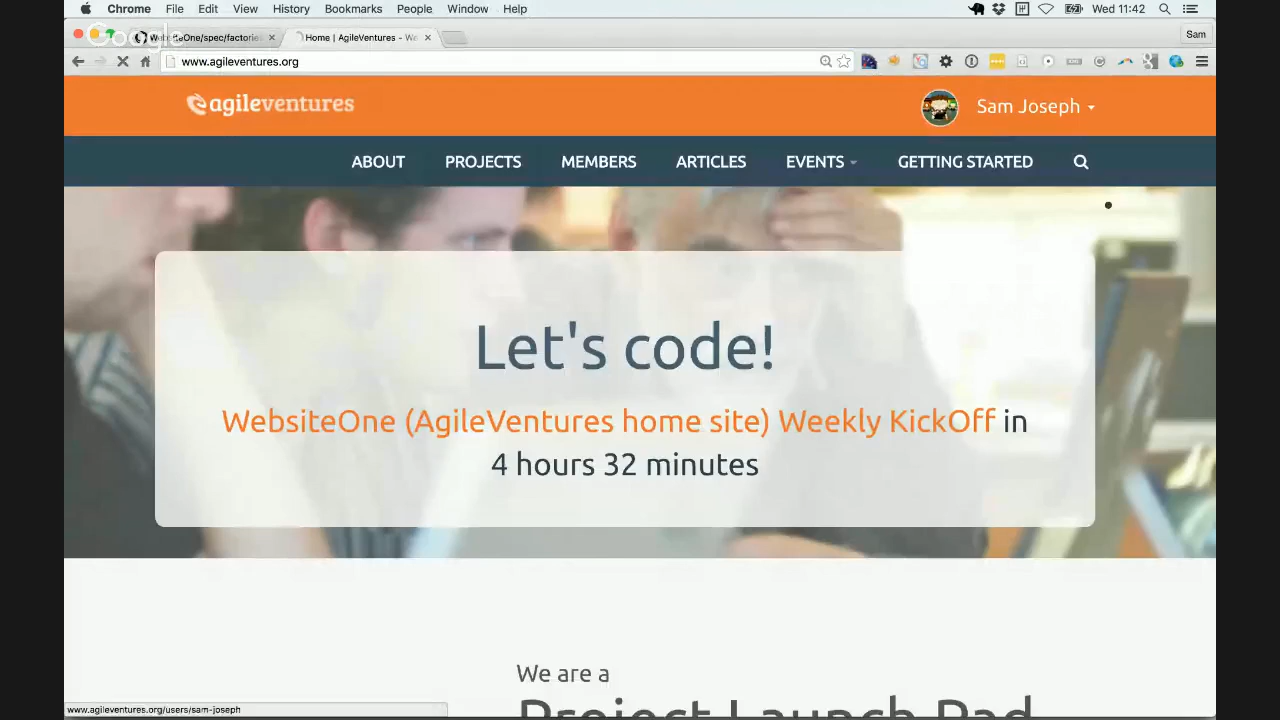 Chrome File Edit View History Bookmarks People Window Help Wed 11:42
Google
WebsiteOne/spec/factories Home | AgileVentures - We Sam
www.agileventures.org
agileventures Sam Joseph
ABOUT PROJECTS MEMBERS ARTICLES EVENTS GETTING STARTED
Let's code!
WebsiteOne (AgileVentures home site) Weekly KickOff in
4 hours 32 minutes
We are a
Project Launch Pad
www.agileventures.org/users/sam-joseph